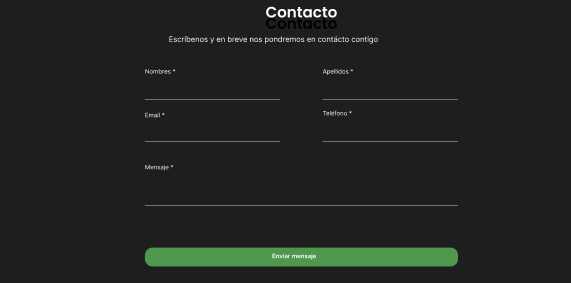 Contacto
Contacto
Escríbenos y en breve nos pondremos en contácto contigo
Nombres *
Apellidos *
Email *
Teléfono *
Mensaje *
Enviar mensaje